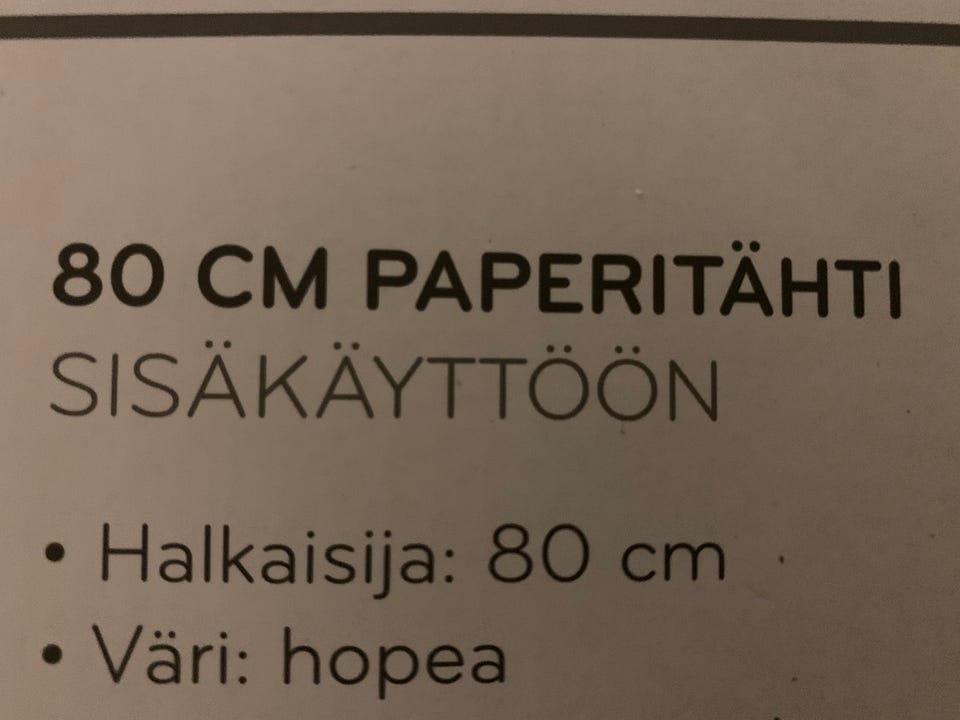 80 CM PAPERITÄHTI
SISÄKÄYTTÖÖN
• Halkaisija: 80 cm
• Väri: hopea